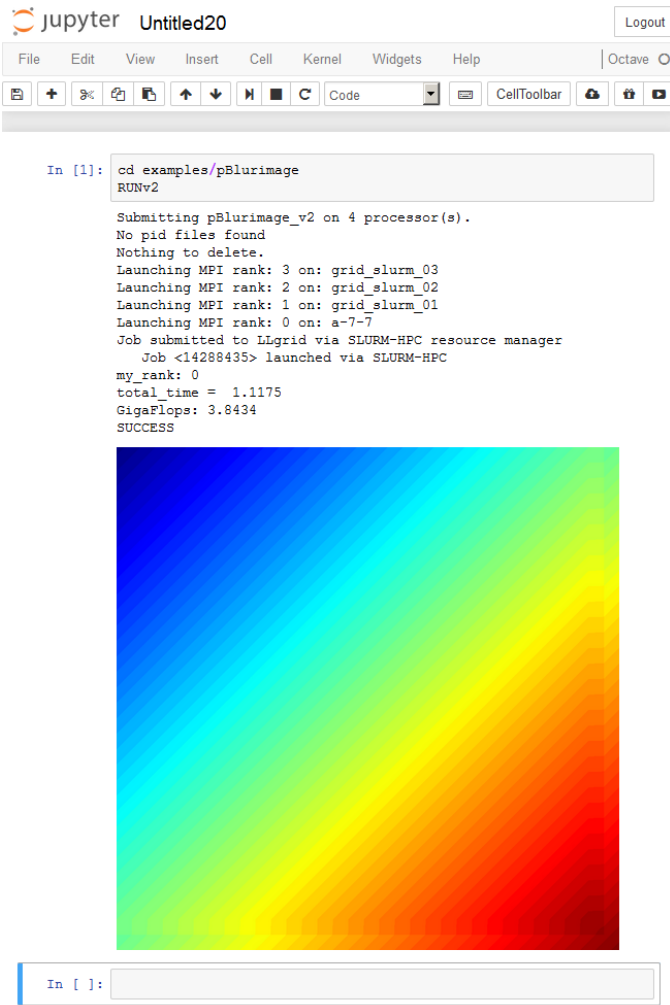 jupyter Untitled20
Logout
File Edit View Insert Cell Kernel Widgets Help Octave
Code CellToolbar
In [1]: cd examples/pBlurimage
RUNv2
Submitting pBlurimage_v2 on 4 processor(s).
No pid files found
Nothing to delete.
Launching MPI rank: 3 on: grid_slurm_03
Launching MPI rank: 2 on: grid_slurm_02
Launching MPI rank: 1 on: grid_slurm_01
Launching MPI rank: 0 on: a-7-7
Job submitted to LLgrid via SLURM-HPC resource manager
Job <14288435> launched via SLURM-HPC
my_rank: 0
total_time = 1.1175
GigaFlops: 3.8434
SUCCESS
In [ ]: